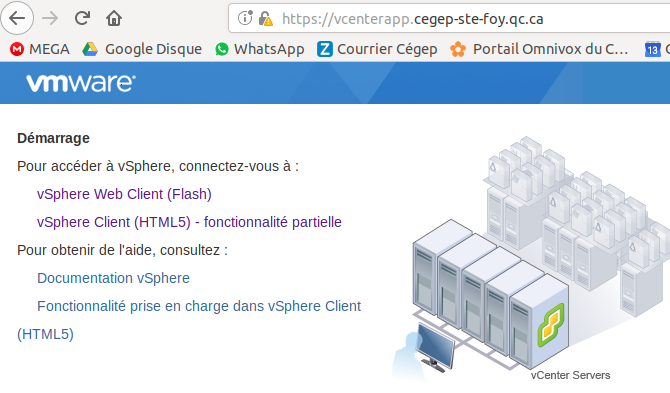 https://vcenterapp.cegep-ste-foy.qc.ca
MEGA Google Disque WhatsApp Z Courrier Cégep Portail Omnivox du C… 13
vmware®
Démarrage
Pour accéder à vSphere, connectez-vous à :
vSphere Web Client (Flash)
vSphere Client (HTML5) - fonctionnalité partielle
Pour obtenir de l'aide, consultez :
Documentation vSphere
Fonctionnalité prise en charge dans vSphere Client
(HTML5)
vCenter Servers